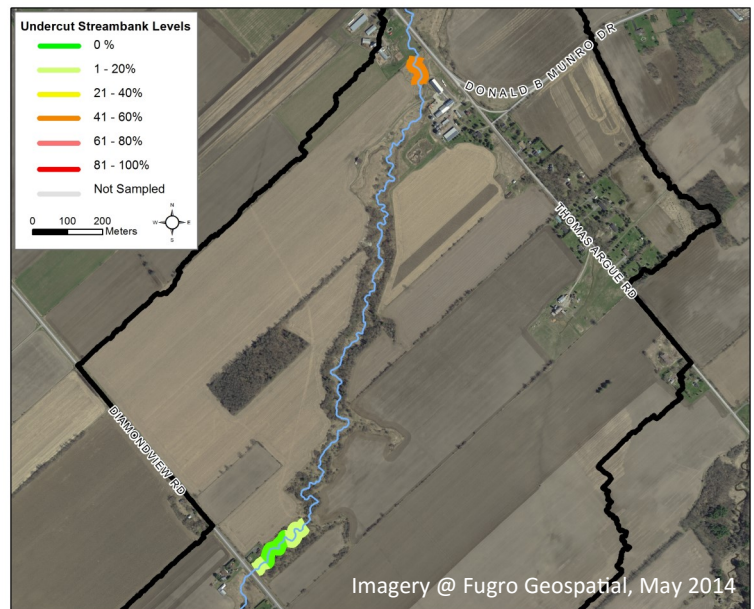 Undercut Streambank Levels
0 %
1 - 20%
21 - 40%
41 - 60%
61 - 80%
81 - 100%
Not Sampled
0 100 200
Meters
N
W E
S
DONALD B MUNRO DR
THOMAS ARGUE RD
DIAMONDVIEW RD
Imagery @ Fugro Geospatial, May 2014